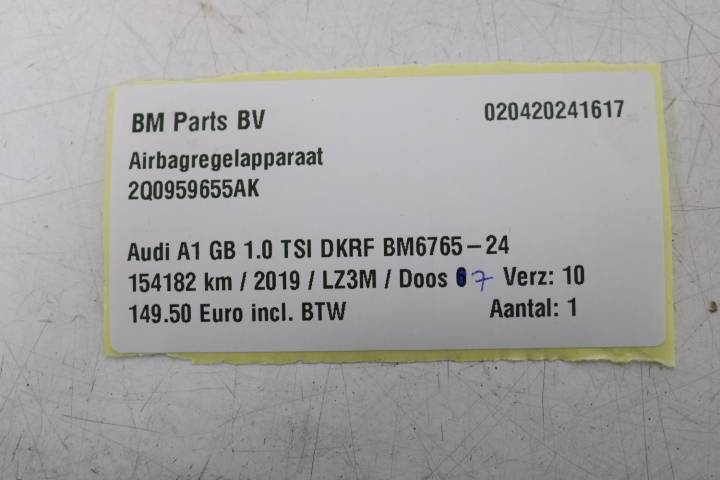 BM Parts BV 020420241617
Airbagregelapparaat
2Q0959655AK
Audi A1 GB 1.0 TSI DKRF BM6765-24
154182 km / 2019 / LZ3M / Doos 7 Verz: 10
149.50 Euro incl. BTW Aantal: 1